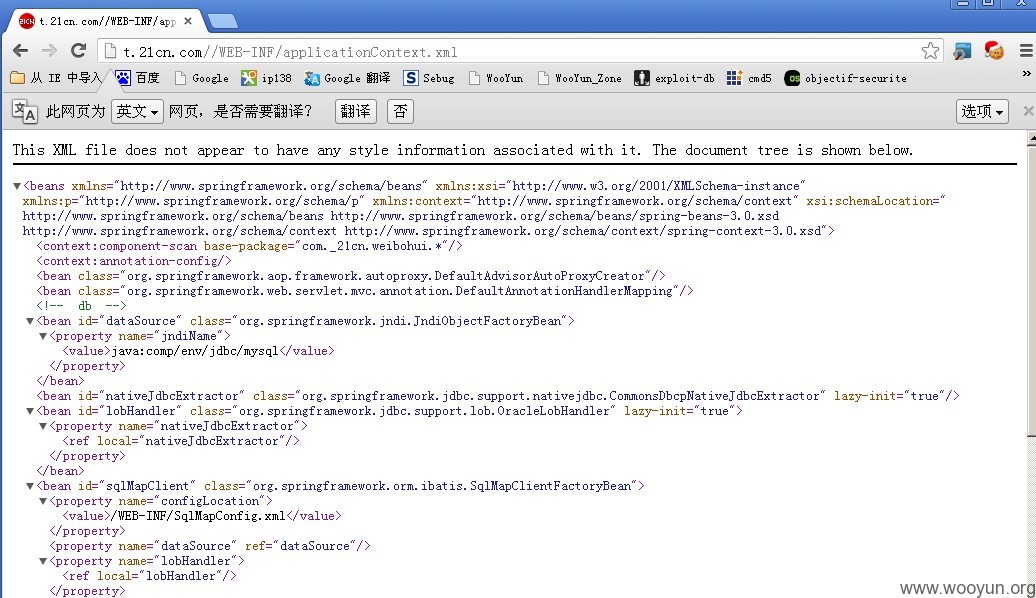 t.21cn.com//WEB-INF/app
t.21cn.com//WEB-INF/applicationContext.xml
从 IE 中导入 百度 Google ip138 Google 翻译 Sebug WooYun WooYun_Zone exploit-db cmd5 objectif-securite »
此网页为 英文 网页，是否需要翻译？ 翻译 否 选项
This XML file does not appear to have any style information associated with it. The document tree is shown below.
▼<beans xmlns="http://www.springframework.org/schema/beans" xmlns:xsi="http://www.w3.org/2001/XMLSchema-instance"
xmlns:p="http://www.springframework.org/schema/p" xmlns:context="http://www.springframework.org/schema/context" xsi:schemaLocation="
http://www.springframework.org/schema/beans http://www.springframework.org/schema/beans/spring-beans-3.0.xsd
http://www.springframework.org/schema/context http://www.springframework.org/schema/context/spring-context-3.0.xsd">
<context:component-scan base-package="com._21cn.weibohui.*"/>
<context:annotation-config/>
<bean class="org.springframework.aop.framework.autoproxy.DefaultAdvisorAutoProxyCreator"/>
<bean class="org.springframework.web.servlet.mvc.annotation.DefaultAnnotationHandlerMapping"/>
<!-- db -->
▼<bean id="dataSource" class="org.springframework.jndi.JndiObjectFactoryBean">
▼<property name="jndiName">
<value>java:comp/env/jdbc/mysql</value>
</property>
</bean>
<bean id="nativeJdbcExtractor" class="org.springframework.jdbc.support.nativejdbc.CommonsDbcpNativeJdbcExtractor" lazy-init="true"/>
▼<bean id="lobHandler" class="org.springframework.jdbc.support.lob.OracleLobHandler" lazy-init="true">
▼<property name="nativeJdbcExtractor">
<ref local="nativeJdbcExtractor"/>
</property>
</bean>
▼<bean id="sqlMapClient" class="org.springframework.orm.ibatis.SqlMapClientFactoryBean">
▼<property name="configLocation">
<value>/WEB-INF/SqlMapConfig.xml</value>
</property>
<property name="dataSource" ref="dataSource"/>
▼<property name="lobHandler">
<ref local="lobHandler"/>
</property>
www.wooyun.org